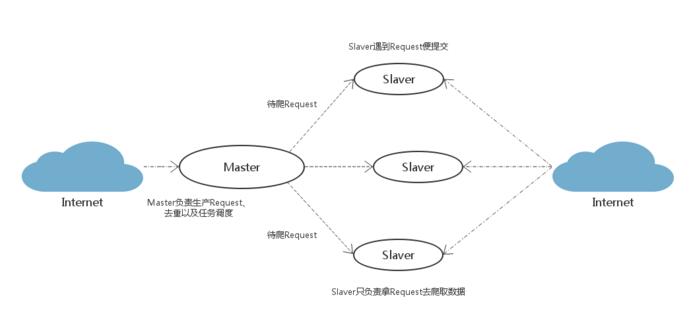 Slaver遇到Request便提交
Slaver
待爬Request
Master
Slaver
Internet
Internet
Master负责生产Request、
去重以及任务调度
待爬Request
Slaver
Slaver只负责拿Request去爬取数据